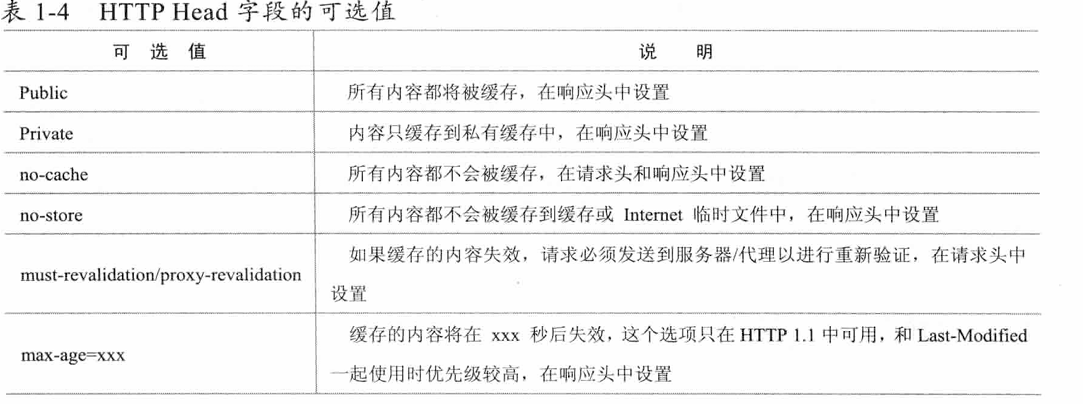 表 1-4 HTTP Head 字段的可选值
可 选 值 说 明
Public 所有内容都将被缓存，在响应头中设置
Private 内容只缓存到私有缓存中，在响应头中设置
no-cache 所有内容都不会被缓存，在请求头和响应头中设置
no-store 所有内容都不会被缓存到缓存或 Internet 临时文件中，在响应头中设置
must-revalidation/proxy-revalidation 如果缓存的内容失效，请求必须发送到服务器/代理以进行重新验证，在请求头中
设置
max-age=xxx 缓存的内容将在 xxx 秒后失效，这个选项只在HTTP 1.1 中可用，和 Last-Modified
一起使用时优先级较高，在响应头中设置